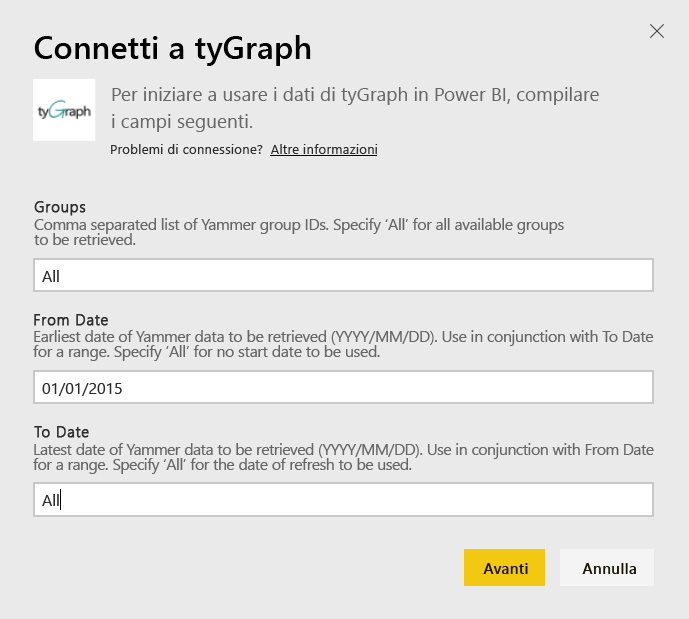 Connetti a tyGraph
tyGraph
Per iniziare a usare i dati di tyGraph in Power BI, compilare
i campi seguenti.
Problemi di connessione? Altre informazioni
Groups
Comma separated list of Yammer group IDs. Specify ‘All’ for all available groups
to be retrieved.
All
From Date
Earliest date of Yammer data to be retrieved (YYYY/MM/DD). Use in conjunction with To Date
for a range. Specify ‘All’ for no start date to be used.
01/01/2015
To Date
Latest date of Yammer data to be retrieved (YYYY/MM/DD). Use in conjunction with From Date
for a range. Specify ‘All’ for the date of refresh to be used.
All
Avanti
Annulla